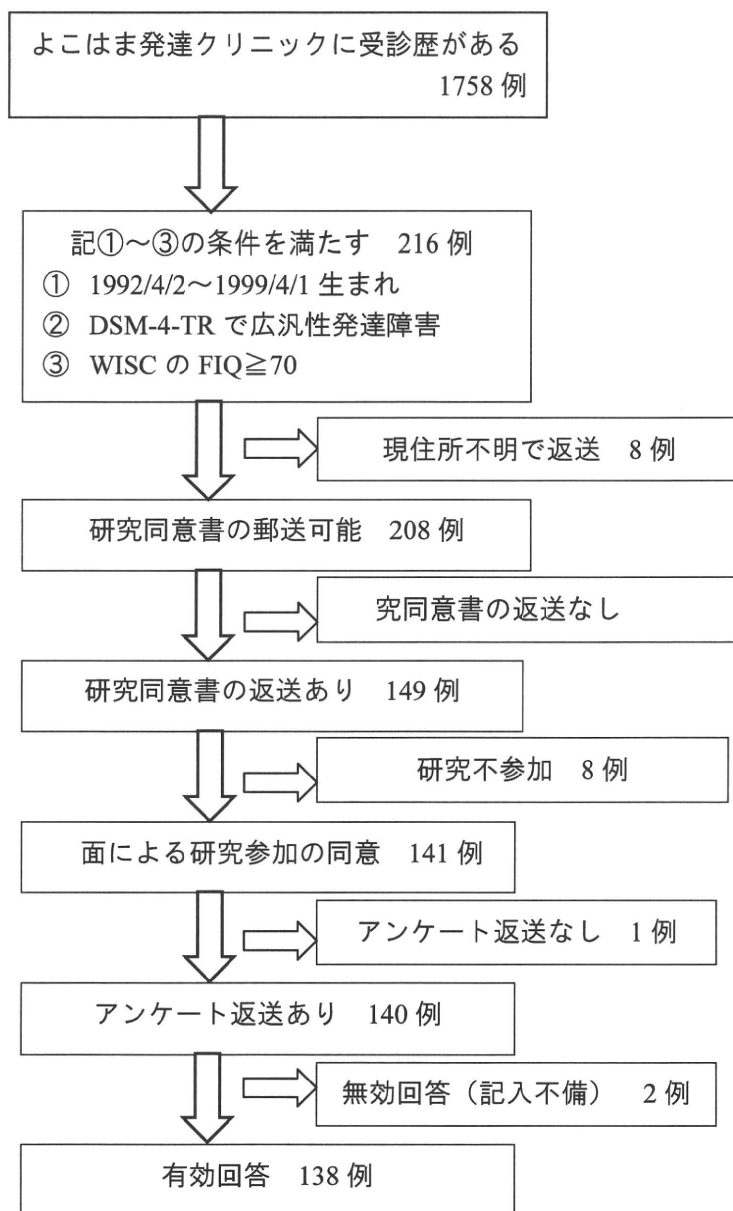 よこはま発達クリニックに受診歴がある
1758 例
記①～③の条件を満たす 216 例
① 1992/4/2～1999/4/1 生まれ
② DSM-4-TR で広汎性発達障害
③ WISC の FIQ≧70
現住所不明で返送 8 例
研究同意書の郵送可能 208 例
究同意書の返送なし
研究同意書の返送あり 149 例
研究不参加 8 例
面による研究参加の同意 141 例
アンケート返送なし 1 例
アンケート返送あり 140 例
無効回答（記入不備） 2 例
有効回答 138 例